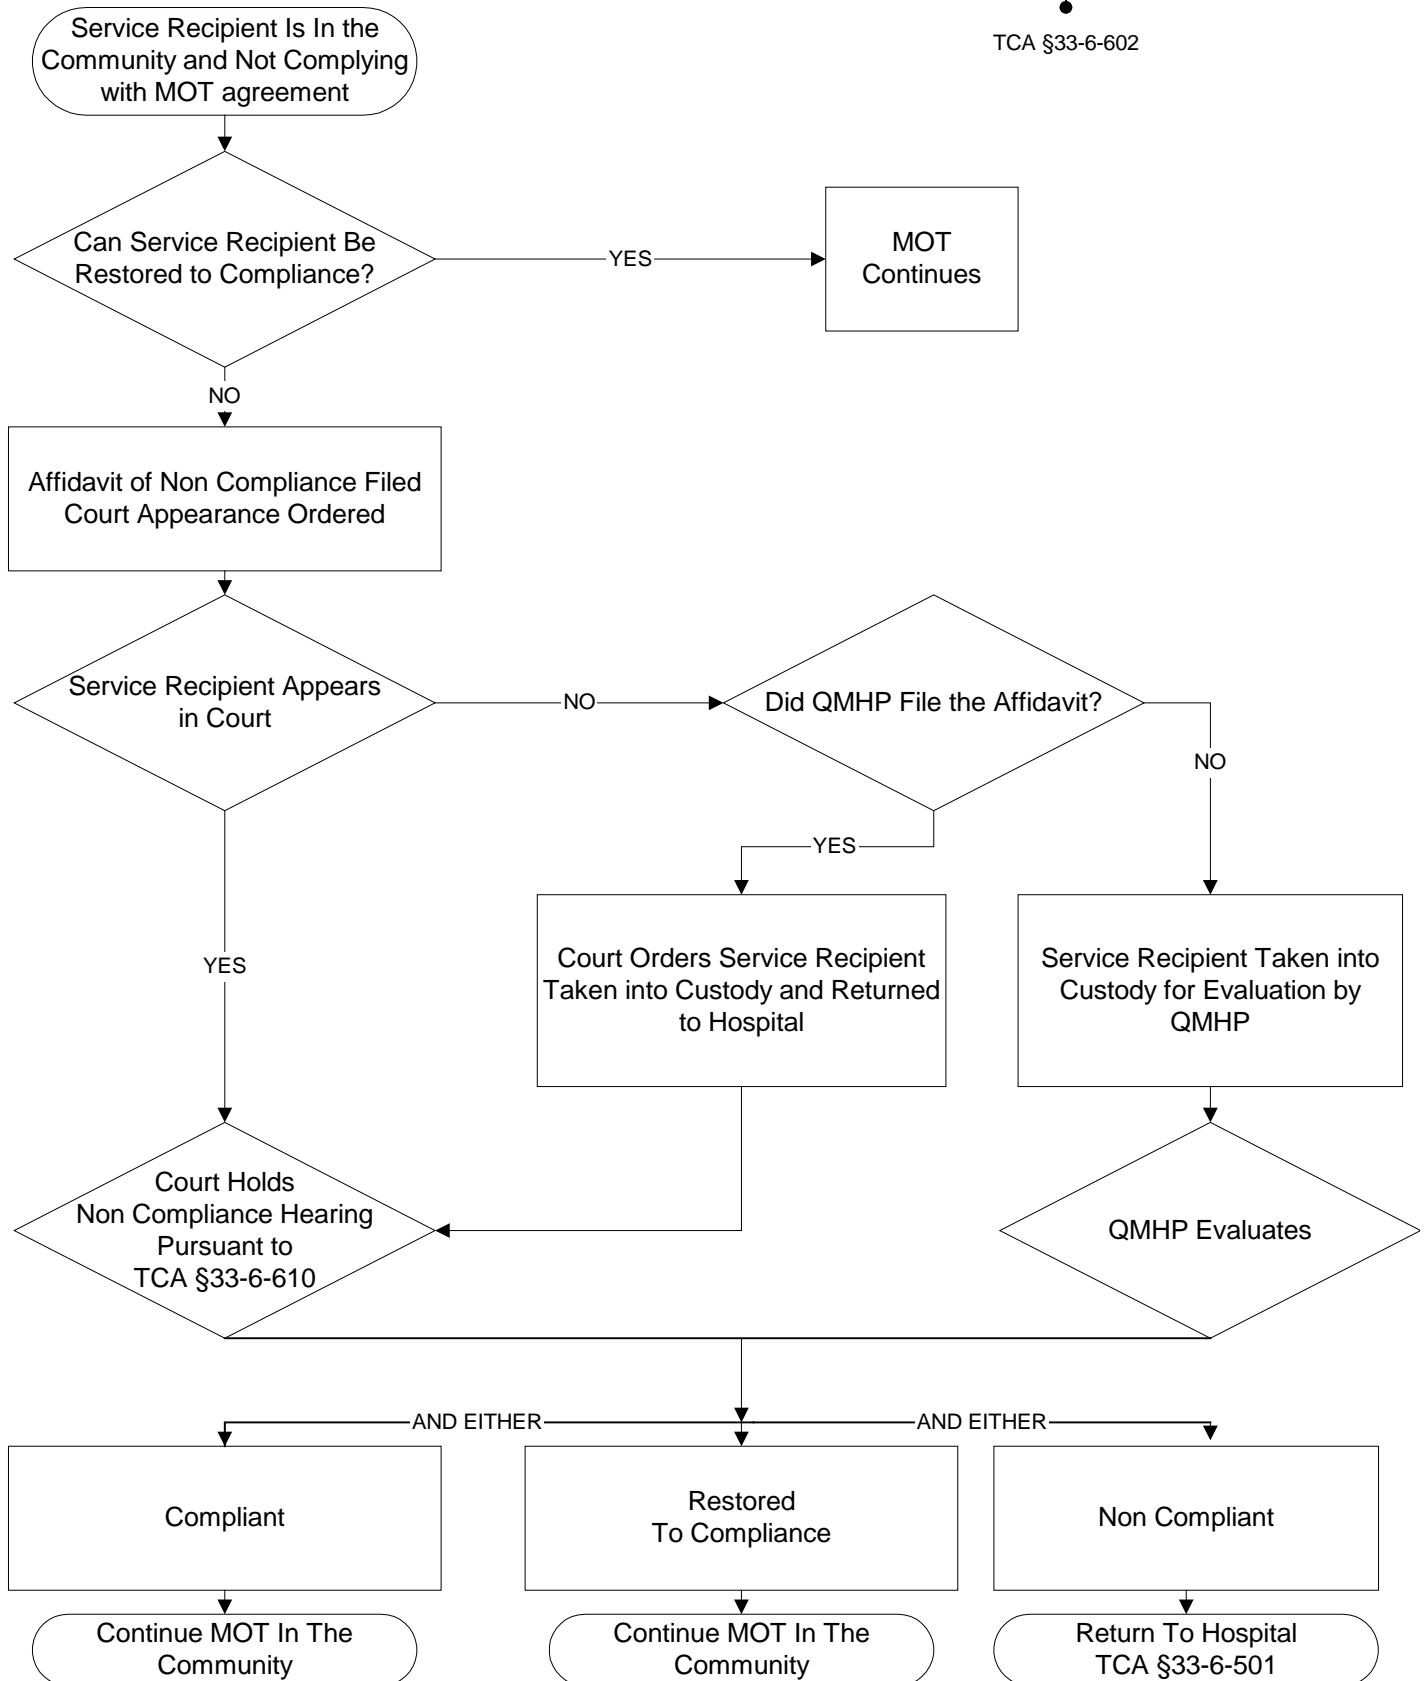 Service Recipient Is In the
Community and Not Complying
with MOT agreement
TCA §33-6-602
Can Service Recipient Be
Restored to Compliance?
YES
MOT
Continues
NO
Affidavit of Non Compliance Filed
Court Appearance Ordered
Service Recipient Appears
in Court
NO
Did QMHP File the Affidavit?
NO
YES
YES
Court Orders Service Recipient
Taken into Custody and Returned
to Hospital
Service Recipient Taken into
Custody for Evaluation by
QMHP
Court Holds
Non Compliance Hearing
Pursuant to
TCA §33-6-610
QMHP Evaluates
AND EITHER
AND EITHER
Compliant
Restored
To Compliance
Non Compliant
Continue MOT In The
Community
Continue MOT In The
Community
Return To Hospital
TCA §33-6-501